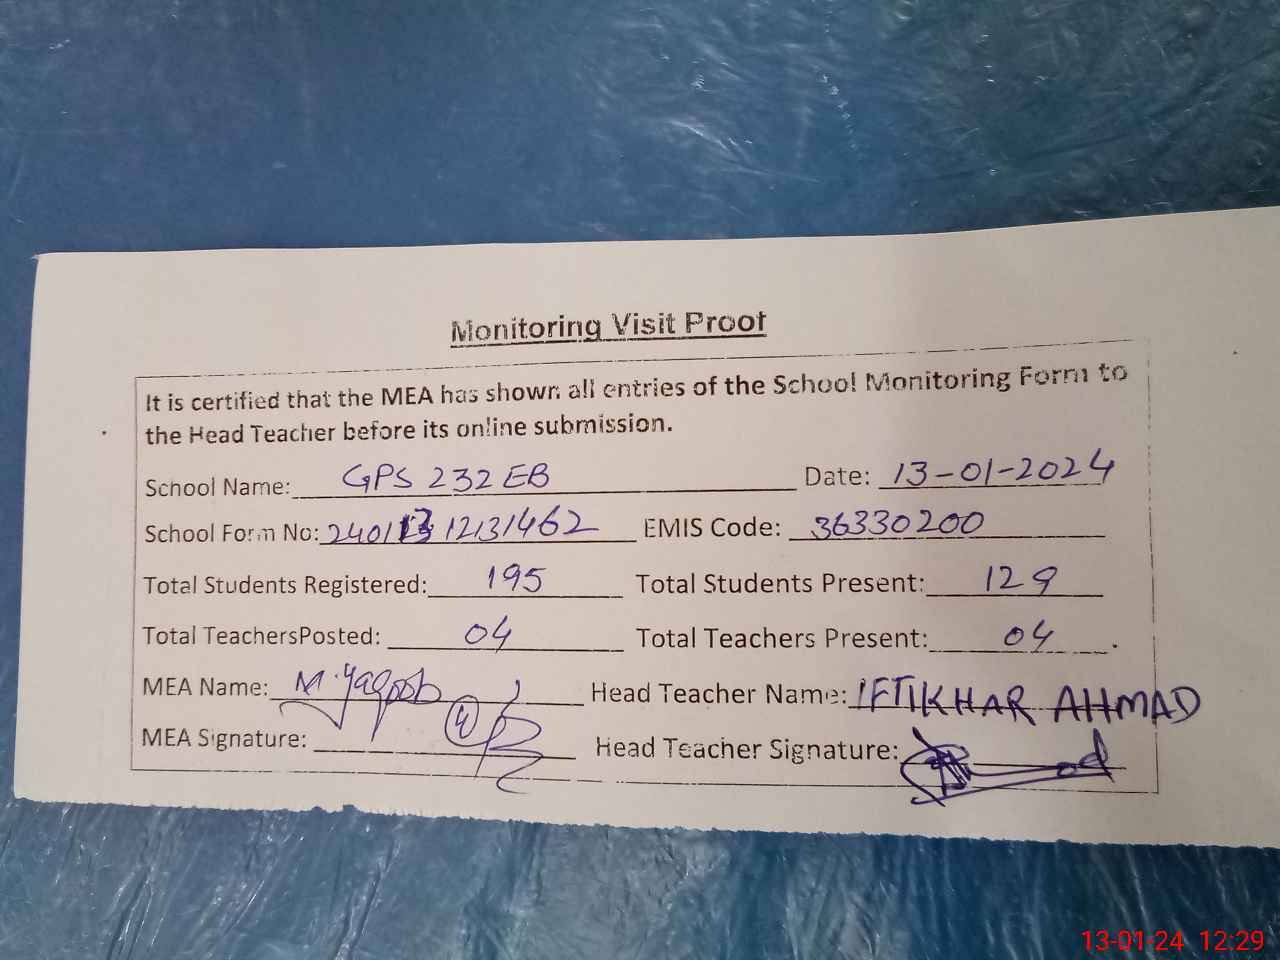 Monitoring Visit Proof
It is certified that the MEA has shown all entries of the School Monitoring Form to
the Head Teacher before its online submission.
School Name: GPS 232 EB Date: 13-01-2024
School Form No: 24011312131462 EMIS Code: 36330200
Total Students Registered: 195 Total Students Present: 129
Total TeachersPosted: 04 Total Teachers Present: 04
MEA Name: M. Yaqoob Head Teacher Name: IFTIKHAR AHMAD
MEA Signature: Head Teacher Signature:
13-01-24 12:29